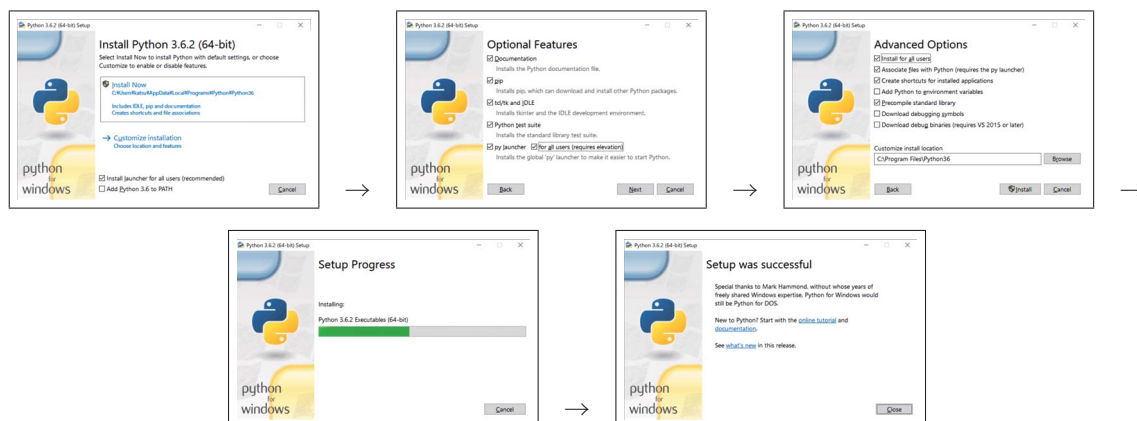 Python 3.6.2 (64-bit) Setup
Install Python 3.6.2 (64-bit)
Select Install Now to install Python with default settings, or choose
Customize to enable or disable features.
Install Now
C:¥Users¥katsu¥AppData¥Local¥Programs¥Python¥Python36
Includes IDLE, pip and documentation
Creates shortcuts and file associations
Customize installation
Choose location and features
Install launcher for all users (recommended)
Add Python 3.6 to PATH
Cancel
python
for
windows
→
Python 3.6.2 (64-bit) Setup
Optional Features
Documentation
Installs the Python documentation file.
pip
Installs pip, which can download and install other Python packages.
tcl/tk and IDLE
Installs tkinter and the IDLE development environment.
Python test suite
Installs the standard library test suite.
py launcher for all users (requires elevation)
Installs the global 'py' launcher to make it easier to start Python.
Back Next Cancel
python
for
windows
→
Python 3.6.2 (64-bit) Setup
Advanced Options
Install for all users
Associate files with Python (requires the py launcher)
Create shortcuts for installed applications
Add Python to environment variables
Precompile standard library
Download debugging symbols
Download debug binaries (requires VS 2015 or later)
Customize install location
C:\Program Files\Python36
Browse
Back Install Cancel
python
for
windows
Python 3.6.2 (64-bit) Setup
Setup Progress
Installing:
Python 3.6.2 Executables (64-bit)
Cancel
python
for
windows
→
Python 3.6.2 (64-bit) Setup
Setup was successful
Special thanks to Mark Hammond, without whose years of
freely shared Windows expertise, Python for Windows would
still be Python for DOS.
New to Python? Start with the online tutorial and
documentation.
See what's new in this release.
Close
python
for
windows